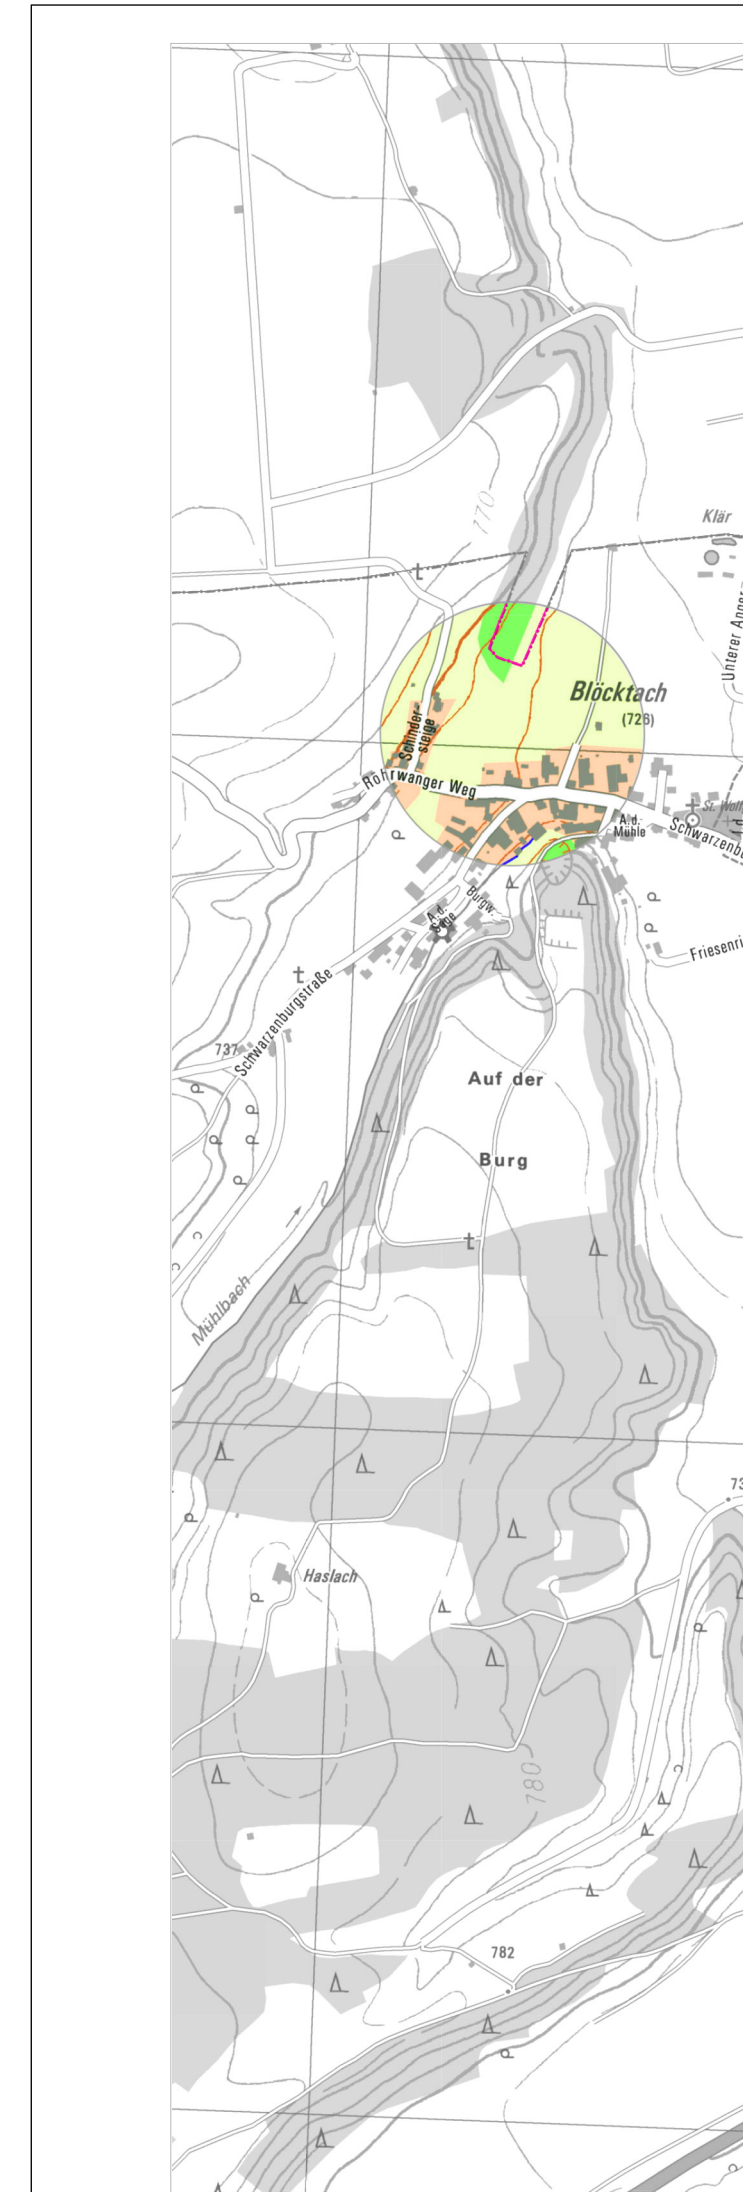 770
Klär
Unterer Anger
Blöcktach
(726)
Schinder-
steige
Rohrwanger Weg
St. Wolf
A.d.
Mühle
Schwarzenb
Burgw.
A.d.
Säge
Friesenri
Schwarzenburgstraße
737
Auf der
Burg
Mühlbach
73
Haslach
780
782